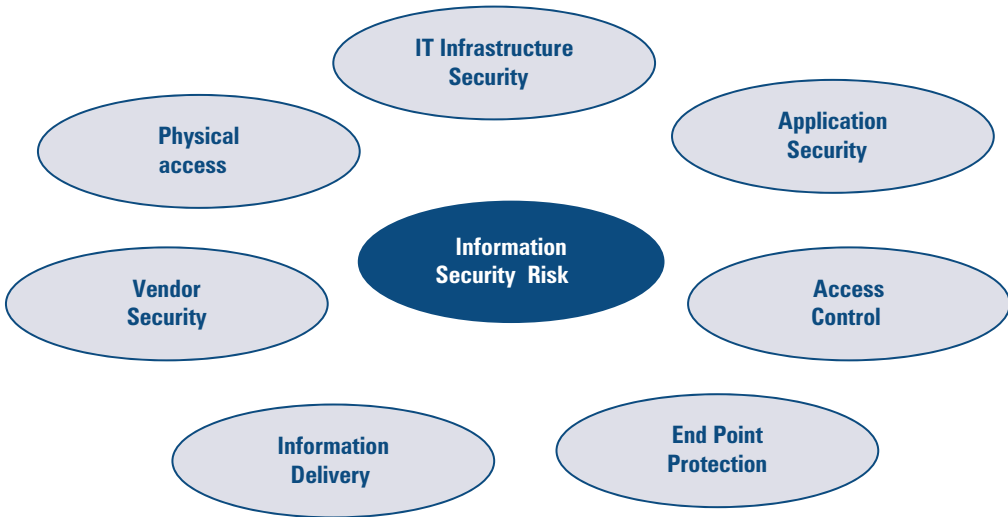 IT Infrastructure
Security
Physical
access
Application
Security
Information
Security Risk
Vendor
Security
Access
Control
Information
Delivery
End Point
Protection